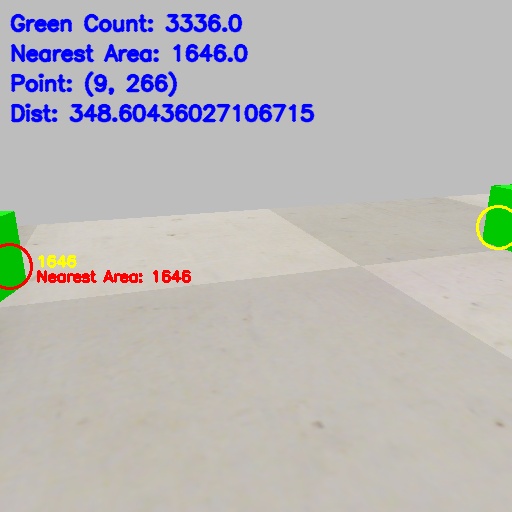 Green Count: 3336.0
Nearest Area: 1646.0
Point: (9, 266)
Dist: 348.60436027106715
1646
Nearest Area: 1646